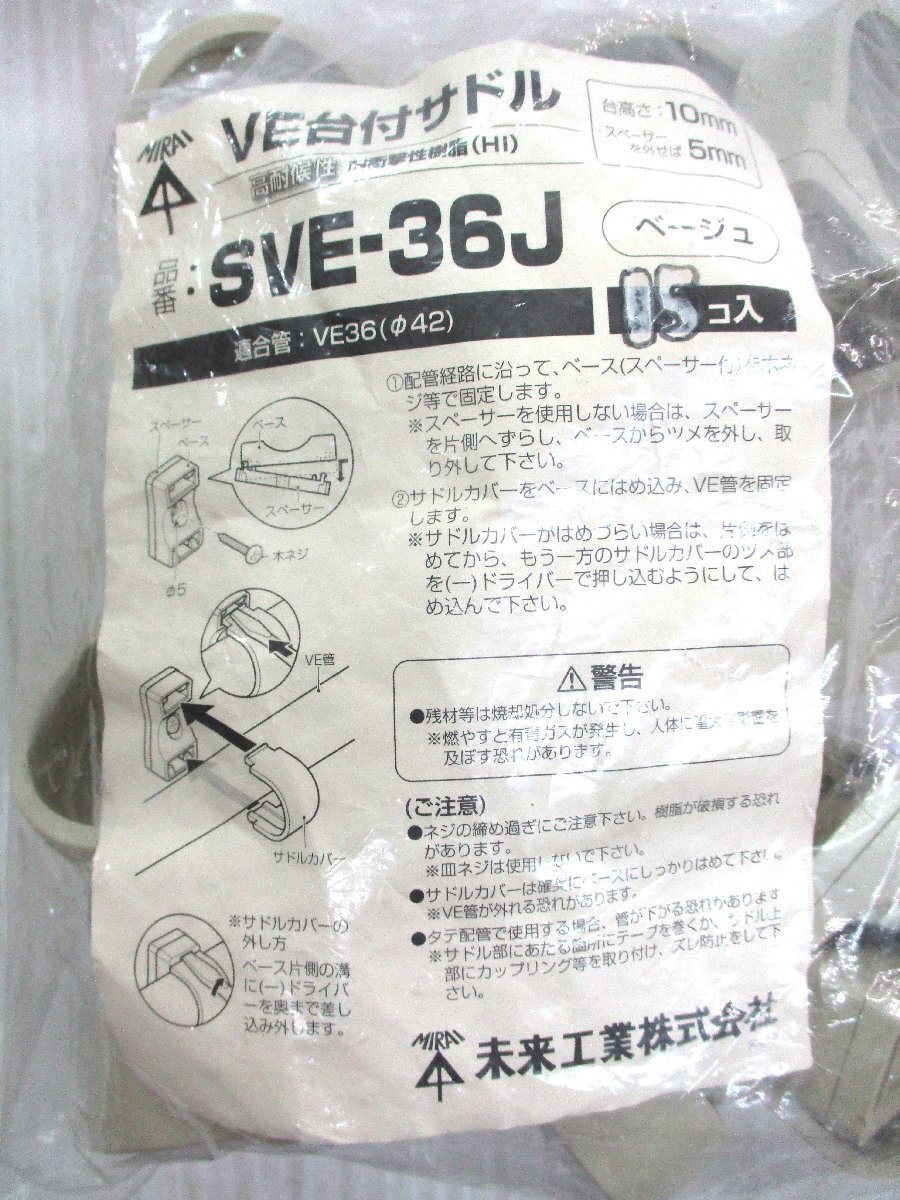 MIRAI
VE台付サドル
高耐候性 耐衝撃性樹脂(HI)
台高さ：10mm
スペーサーを外せば 5mm
品番：SVE-36J
ベージュ
適合管：VE36(φ42)
15コ入
スペーサー
ベース
ベース
スペーサー
木ネジ
φ5
①配管経路に沿って、ベース(スペーサー付)を木ネ
ジ等で固定します。
※スペーサーを使用しない場合は、スペーサー
を片側へずらし、ベースからツメを外し、取
り外して下さい。
②サドルカバーをベースにはめ込み、VE管を固定
します。
※サドルカバーがはめづらい場合は、片側をは
めてから、もう一方のサドルカバーのツメ部
を(一)ドライバーで押し込むようにして、は
め込んで下さい。
VE管
サドルカバー
⚠警告
●残材等は焼却処分しないで下さい。
※燃やすと有害ガスが発生し、人体に重大な影響を
及ぼす恐れがあります。
(ご注意)
●ネジの締め過ぎにご注意下さい。樹脂が破損する恐れ
があります。
※皿ネジは使用しないで下さい。
●サドルカバーは確実にベースにしっかりはめて下さい。
※VE管が外れる恐れがあります。
●タテ配管で使用する場合、管が下がる恐れがあります
※サドル部にあたる箇所にテープを巻くか、サドル上
部にカップリング等を取り付け、ズレ防止をして下
さい。
※サドルカバーの
外し方
ベース片側の溝
に(一)ドライバ
ーを奥まで差し
込み外します。
MIRAI
未来工業株式会社